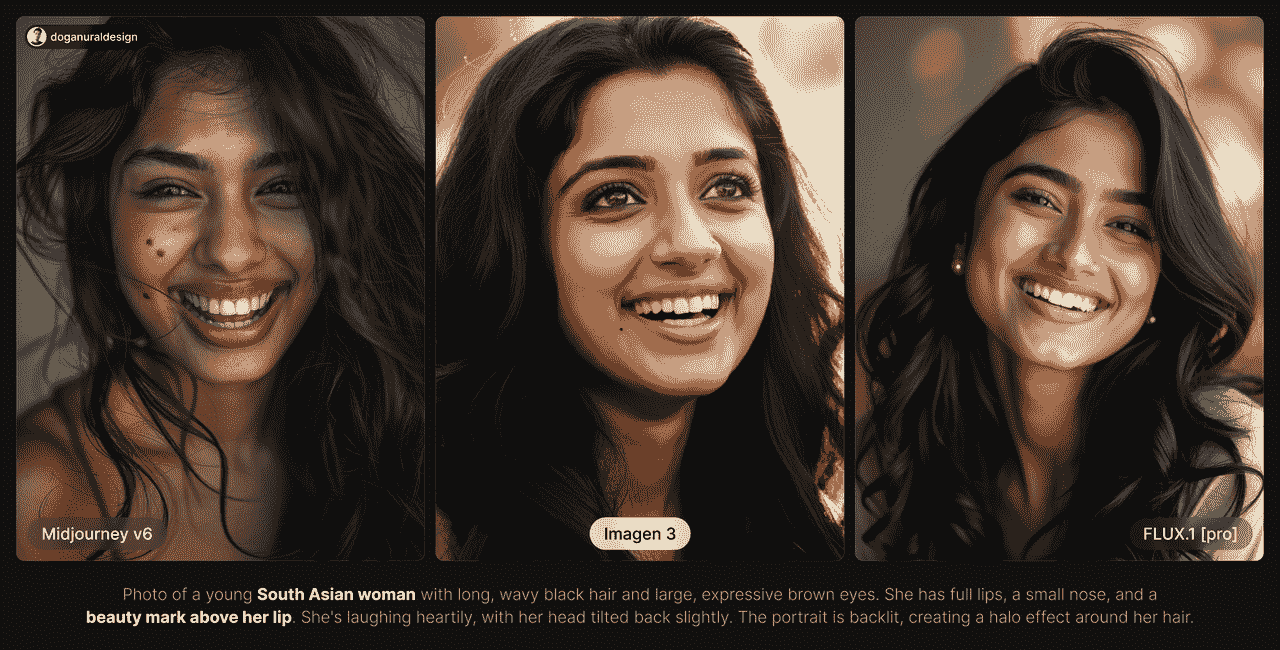 doganuraldesign
Midjourney v6
Imagen 3
FLUX.1 [pro]
Photo of a young South Asian woman with long, wavy black hair and large, expressive brown eyes. She has full lips, a small nose, and a
beauty mark above her lip. She's laughing heartily, with her head tilted back slightly. The portrait is backlit, creating a halo effect around her hair.